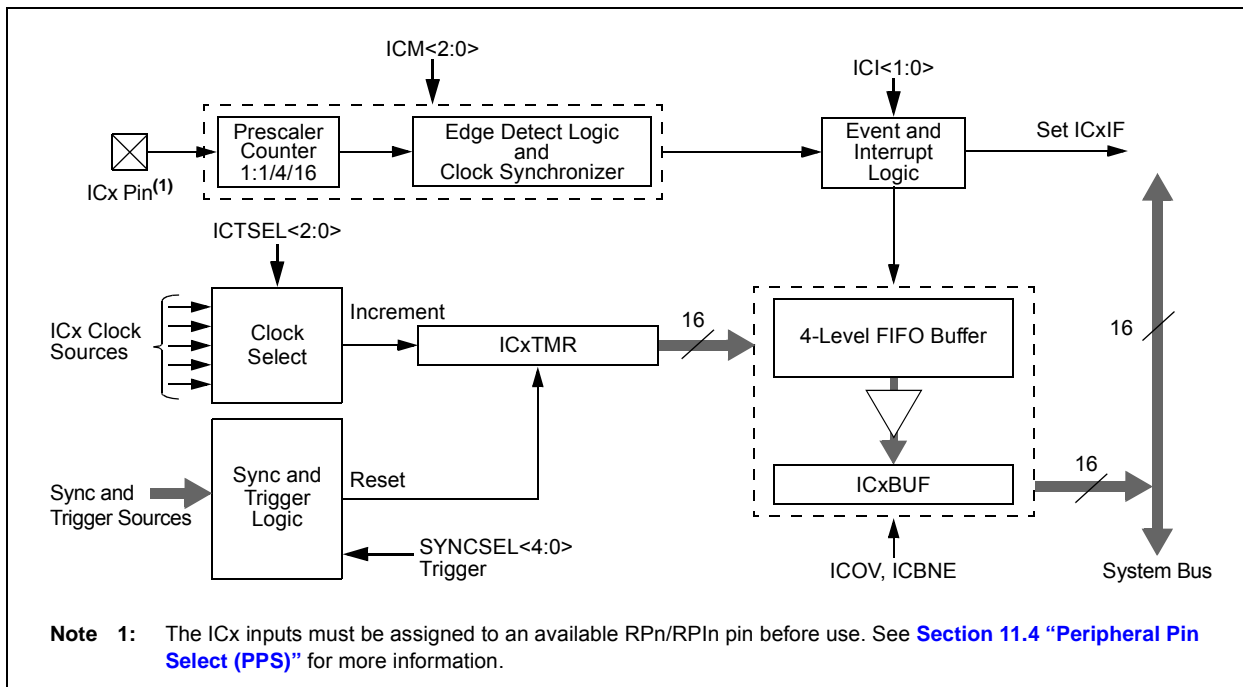 ICM<2:0>
ICI<1:0>
Prescaler
Counter
1:1/4/16
Edge Detect Logic
and
Clock Synchronizer
Event and
Interrupt
Logic
Set ICxIF
ICx Pin(1)
ICTSEL<2:0>
ICx Clock
Sources
Clock
Select
Increment
ICxTMR
16
4-Level FIFO Buffer
16
Sync and
Trigger Sources
Sync and
Trigger
Logic
Reset
SYNCSEL<4:0>
Trigger
ICxBUF
16
ICOV, ICBNE
System Bus
Note 1: The ICx inputs must be assigned to an available RPn/RPIn pin before use. See Section 11.4 “Peripheral Pin
Select (PPS)” for more information.